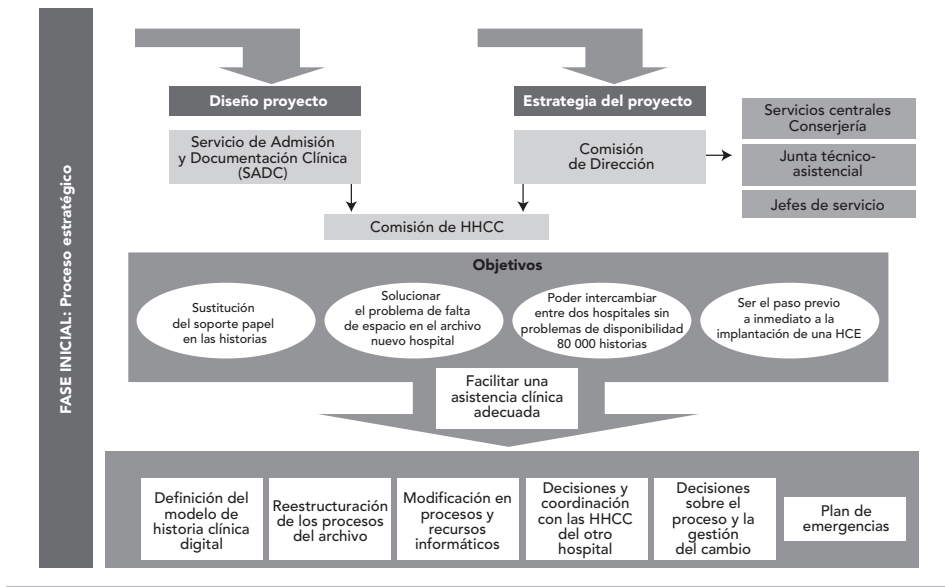 FASE INICIAL: Proceso estratégico
Diseño proyecto
Servicio de Admisión
y Documentación Clínica
(SADC)
Estrategia del proyecto
Comisión
de Dirección
Servicios centrales
Conserjería
Junta técnico-
asistencial
Jefes de servicio
Comisión de HHCC
Objetivos
Sustitución
del soporte papel
en las historias
Solucionar
el problema de falta
de espacio en el archivo
nuevo hospital
Poder intercambiar
entre dos hospitales sin
problemas de disponibilidad
80 000 historias
Ser el paso previo
a inmediato a la
implantación de una HCE
Facilitar una
asistencia clínica
adecuada
Definición del
modelo de
historia clínica
digital
Reestructuración
de los procesos
del archivo
Modificación en
procesos y
recursos
informáticos
Decisiones y
coordinación
con las HHCC
del otro
hospital
Decisiones
sobre el
proceso y la
gestión
del cambio
Plan de
emergencias